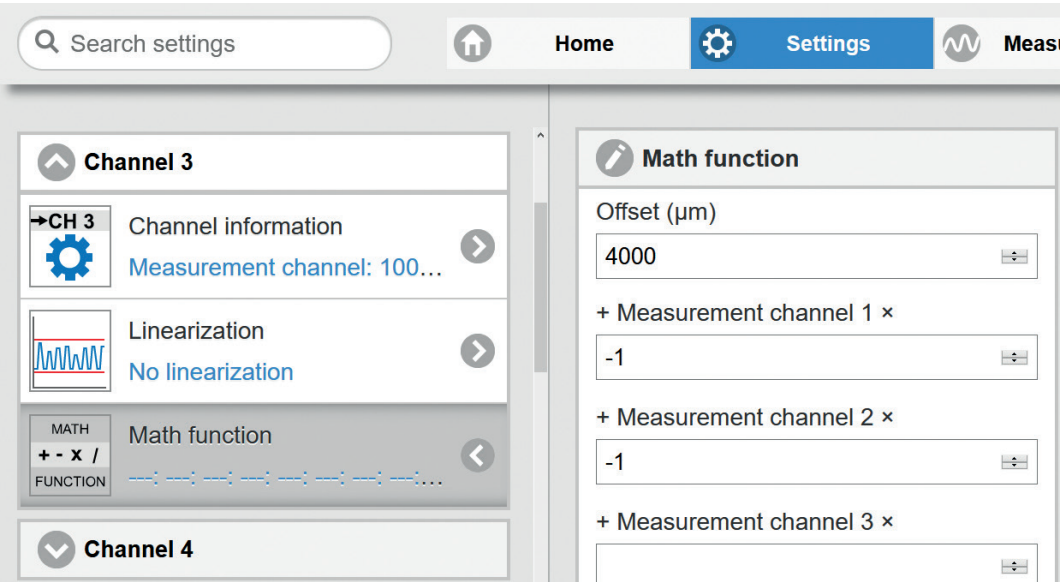 Search settings
Home
Settings
Channel 3
→CH 3
Channel information
Measurement channel: 100...
Linearization
No linearization
MATH
+ - x /
FUNCTION
Math function
---: ---: ---: ---: ---: ---: ---: ---:...
Channel 4
Math function
Offset (µm)
4000
+ Measurement channel 1 ×
-1
+ Measurement channel 2 ×
-1
+ Measurement channel 3 ×